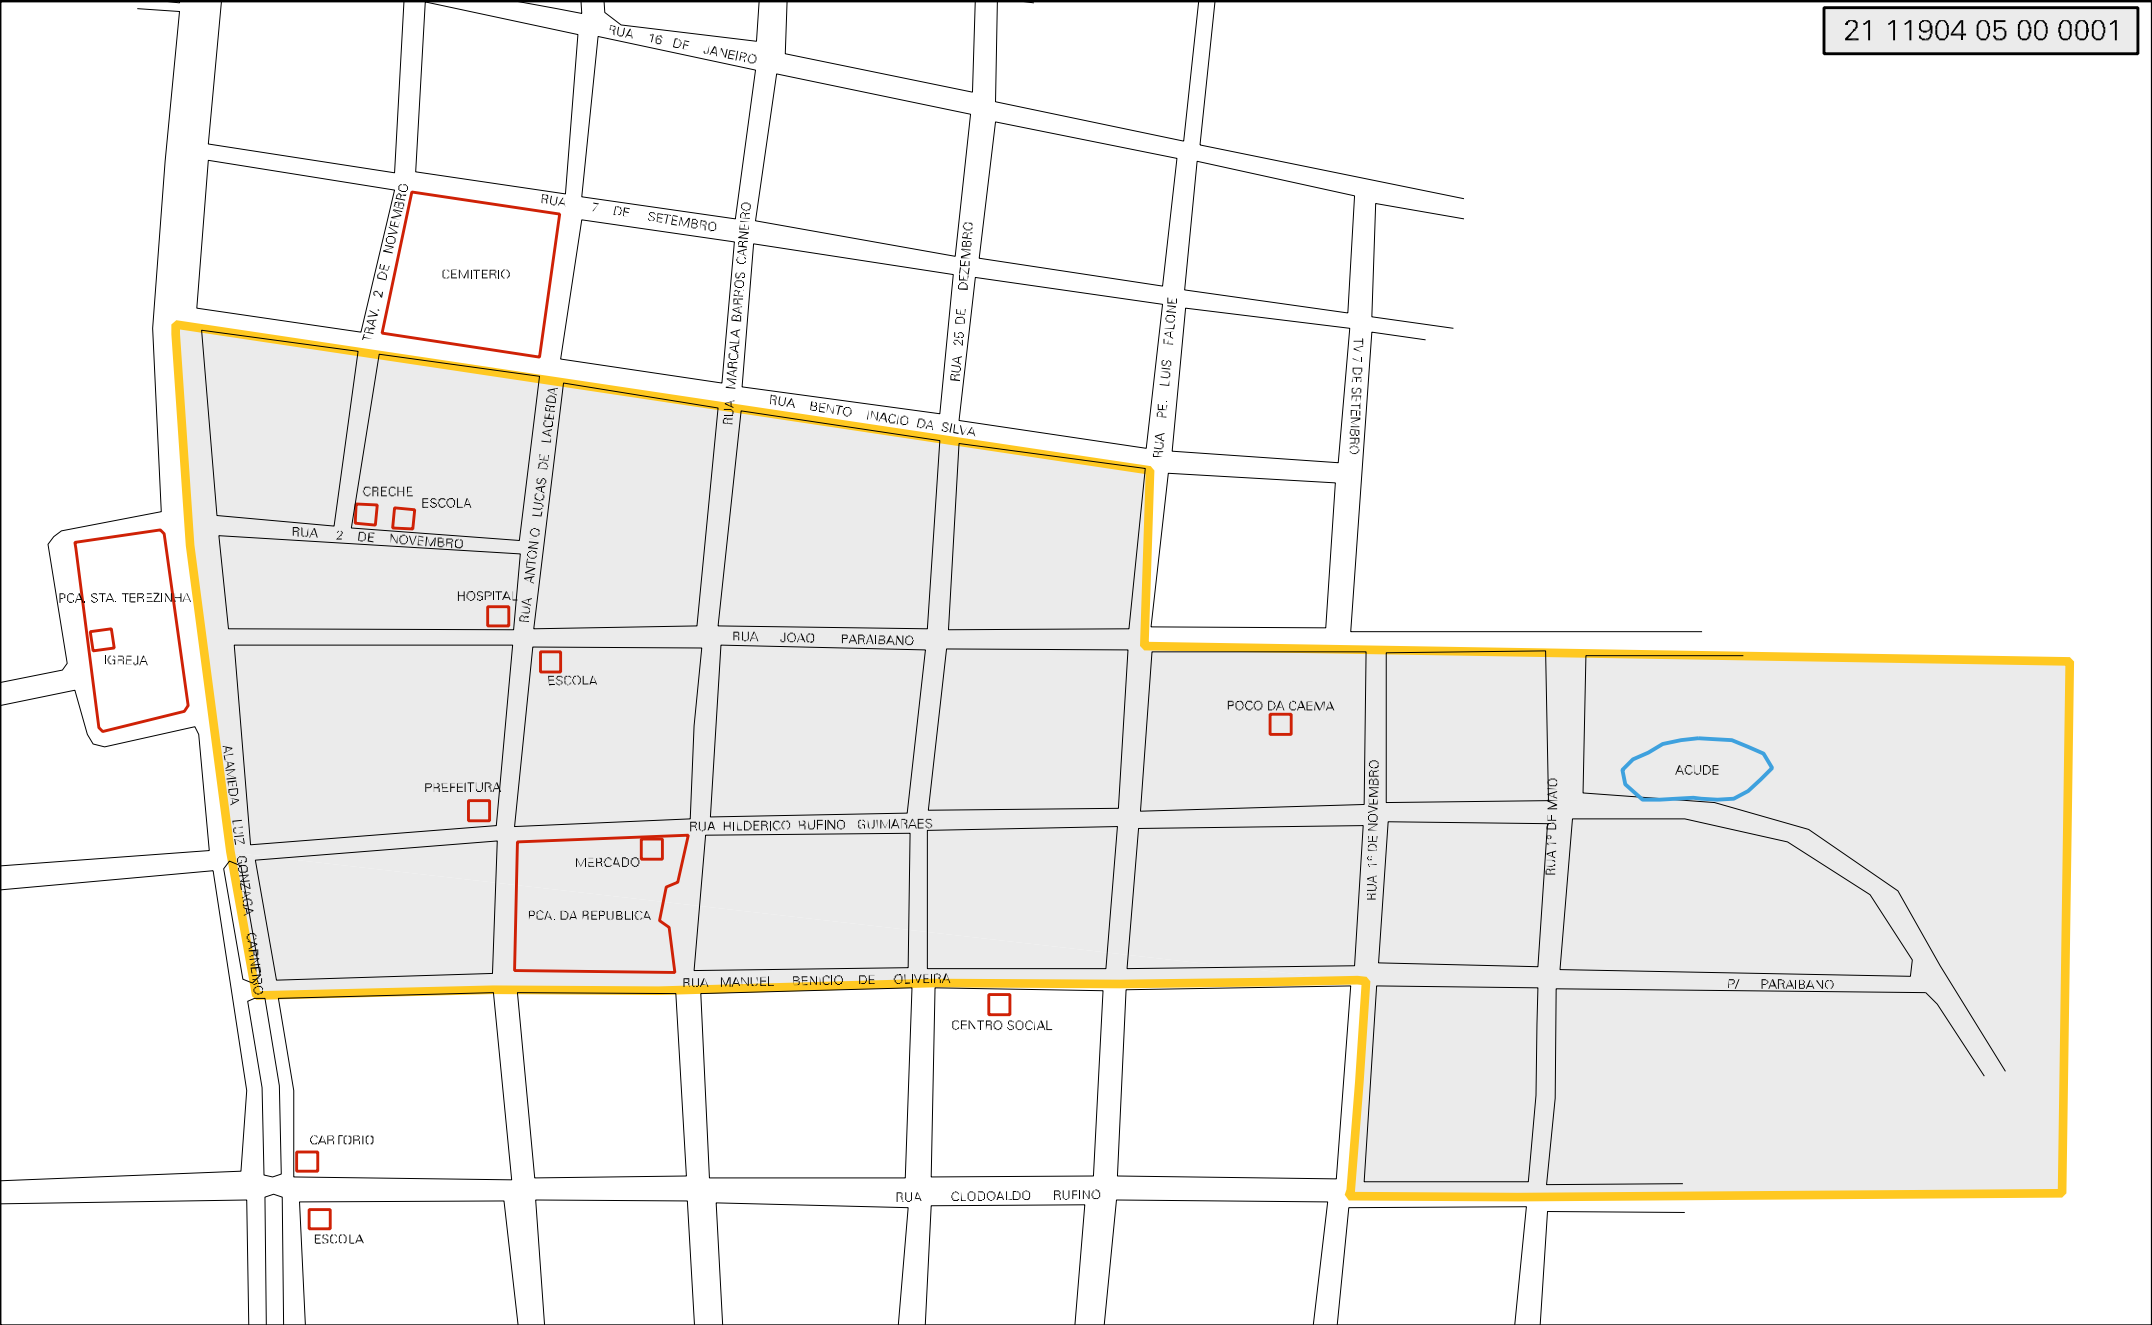 21 11904 05 00 0001
RUA 16 DE JANEIRO
RUA 7 DE SETEMBRO
TRAV. 2 DE NOVEMBRO
CEMITERIO
RUA MARCALA BARROS CARNEIRO
RUA 25 DE DEZEMBRO
RUA PE. LUIS FALONE
TV 7 DE SETEMBRO
RUA BENTO INACIO DA SILVA
RUA ANTONIO LUCAS DE LACERDA
CRECHE
ESCOLA
RUA 2 DE NOVEMBRO
HOSPITAL
PCA. STA. TEREZINHA
IGREJA
RUA JOAO PARAIBANO
ESCOLA
POCO DA CAEMA
ACUDE
ALAMEDA LUIZ GONZAGA CARNEIRO
PREFEITURA
RUA HILDERICO RUFINO GUIMARAES
RUA 1º DE NOVEMBRO
RUA 1º DE MAIO
MERCADO
PCA. DA REPUBLICA
RUA MANUEL BENICIO DE OLIVEIRA
P/ PARAIBANO
CENTRO SOCIAL
CARTORIO
RUA CLODOALDO RUFINO
ESCOLA